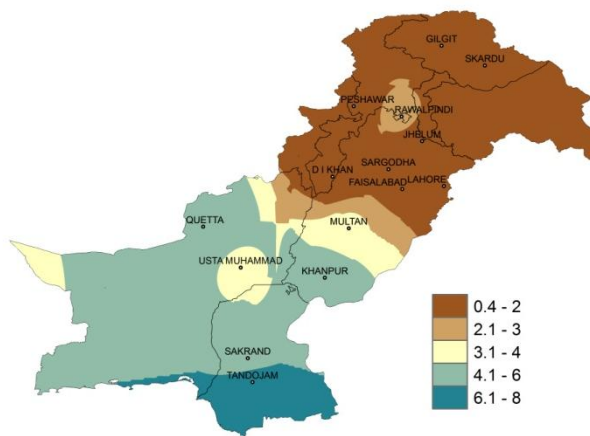 GILGIT
SKARDU
PESHAWAR
RAWALPINDI
JHELUM
SARGODHA
D I KHAN
FAISALABAD
LAHORE
MULTAN
QUETTA
USTA MUHAMMAD
KHANPUR
SAKRAND
TANDOJAM
0.4 - 2
2.1 - 3
3.1 - 4
4.1 - 6
6.1 - 8